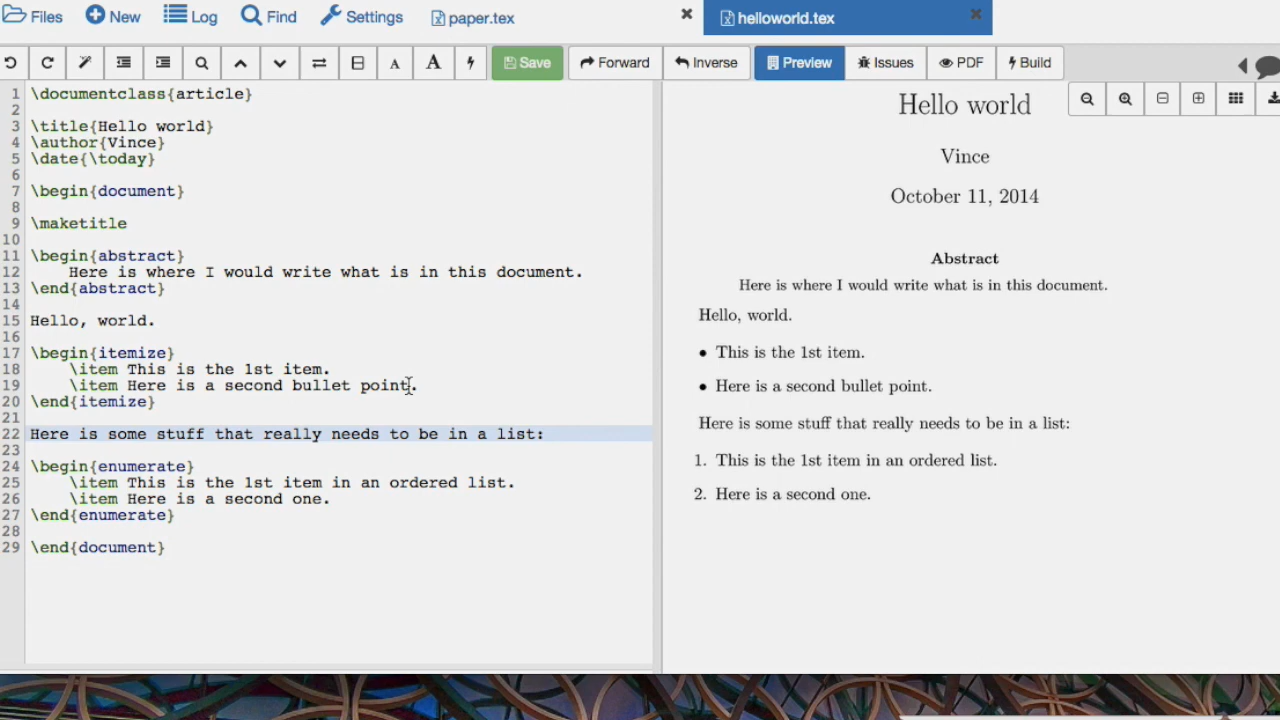 Files New Log Find Settings paper.tex helloworld.tex
A A Save Forward Inverse Preview Issues PDF Build
1 \documentclass{article}
2
3 \title{Hello world}
4 \author{Vince}
5 \date{\today}
6
7 \begin{document}
8
9 \maketitle
10
11 \begin{abstract}
12 Here is where I would write what is in this document.
13 \end{abstract}
14
15 Hello, world.
16
17 \begin{itemize}
18 \item This is the 1st item.
19 \item Here is a second bullet point.
20 \end{itemize}
21
22 Here is some stuff that really needs to be in a list:
23
24 \begin{enumerate}
25 \item This is the 1st item in an ordered list.
26 \item Here is a second one.
27 \end{enumerate}
28
29 \end{document}
Hello world
Vince
October 11, 2014
Abstract
Here is where I would write what is in this document.
Hello, world.
• This is the 1st item.
• Here is a second bullet point.
Here is some stuff that really needs to be in a list:
1. This is the 1st item in an ordered list.
2. Here is a second one.